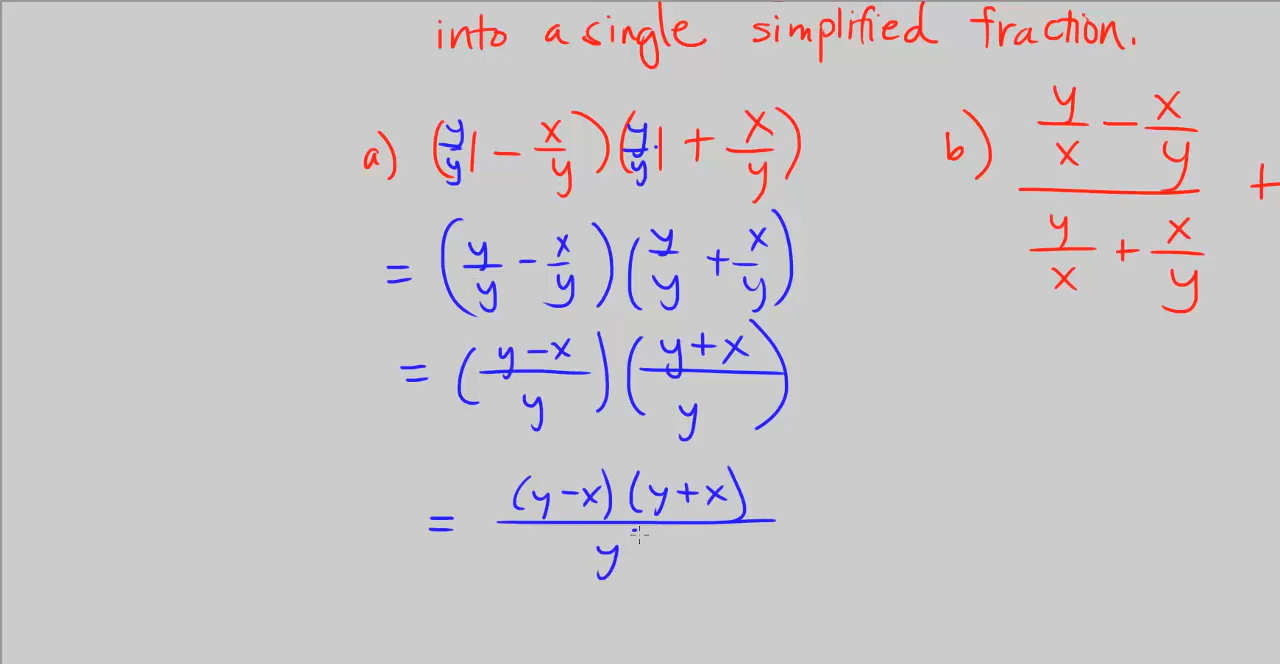 into a single simplified fraction.
a) (y/y 1 - x/y)(y/y · 1 + x/y)
b) (y/x - x/y)/(y/x + x/y) +
= (y/y - x/y)(y/y + x/y)
= ((y-x)/y)((y+x)/y)
= (y-x)(y+x)/y